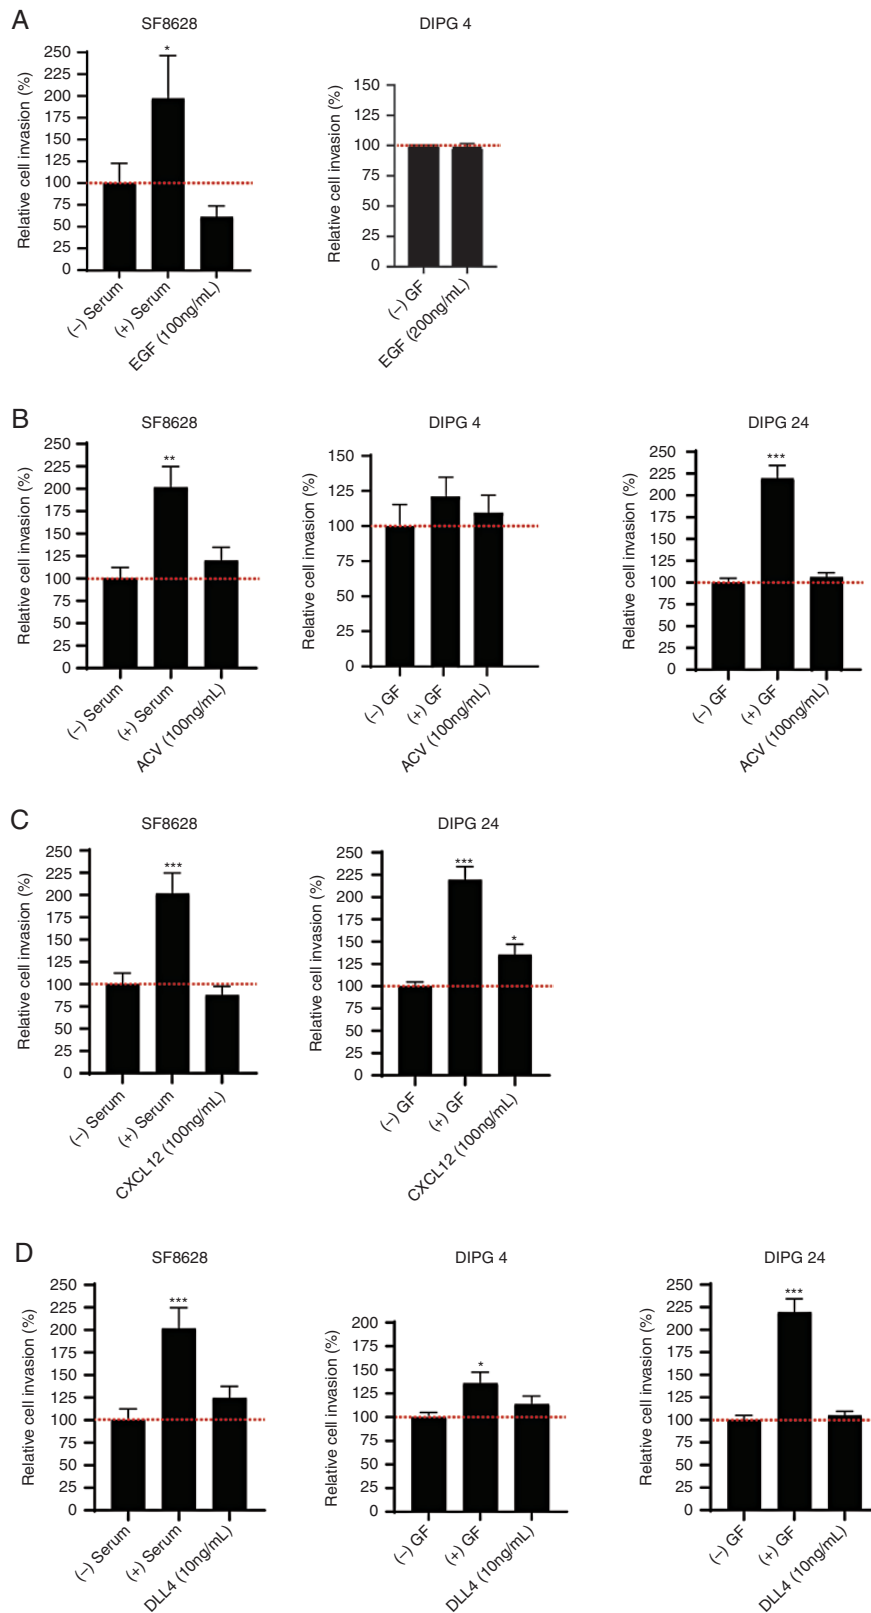 A
SF8628
DIPG 4
Relative cell invasion (%)
250
225
200
175
150
125
100
75
50
25
0
*
(–) Serum
(+) Serum
EGF (100ng/mL)
Relative cell invasion (%)
150
125
100
75
50
25
0
(–) GF
EGF (200ng/mL)
B
SF8628
DIPG 4
DIPG 24
Relative cell invasion (%)
250
225
200
175
150
125
100
75
50
25
0
**
(–) Serum
(+) Serum
ACV (100ng/mL)
Relative cell invasion (%)
150
125
100
75
50
25
0
(–) GF
(+) GF
ACV (100ng/mL)
Relative cell invasion (%)
250
225
200
175
150
125
100
75
50
25
0
***
(–) GF
(+) GF
ACV (100ng/mL)
C
SF8628
DIPG 24
Relative cell invasion (%)
250
225
200
175
150
125
100
75
50
25
0
***
(–) Serum
(+) Serum
CXCL12 (100ng/mL)
Relative cell invasion (%)
250
225
200
175
150
125
100
75
50
25
0
***
*
(–) GF
(+) GF
CXCL12 (100ng/mL)
D
SF8628
DIPG 4
DIPG 24
Relative cell invasion (%)
250
225
200
175
150
125
100
75
50
25
0
***
(–) Serum
(+) Serum
DLL4 (10ng/mL)
Relative cell invasion (%)
200
175
150
125
100
75
50
25
0
*
(–) GF
(+) GF
DLL4 (10ng/mL)
Relative cell invasion (%)
250
225
200
175
150
125
100
75
50
25
0
***
(–) GF
(+) GF
DLL4 (10ng/mL)